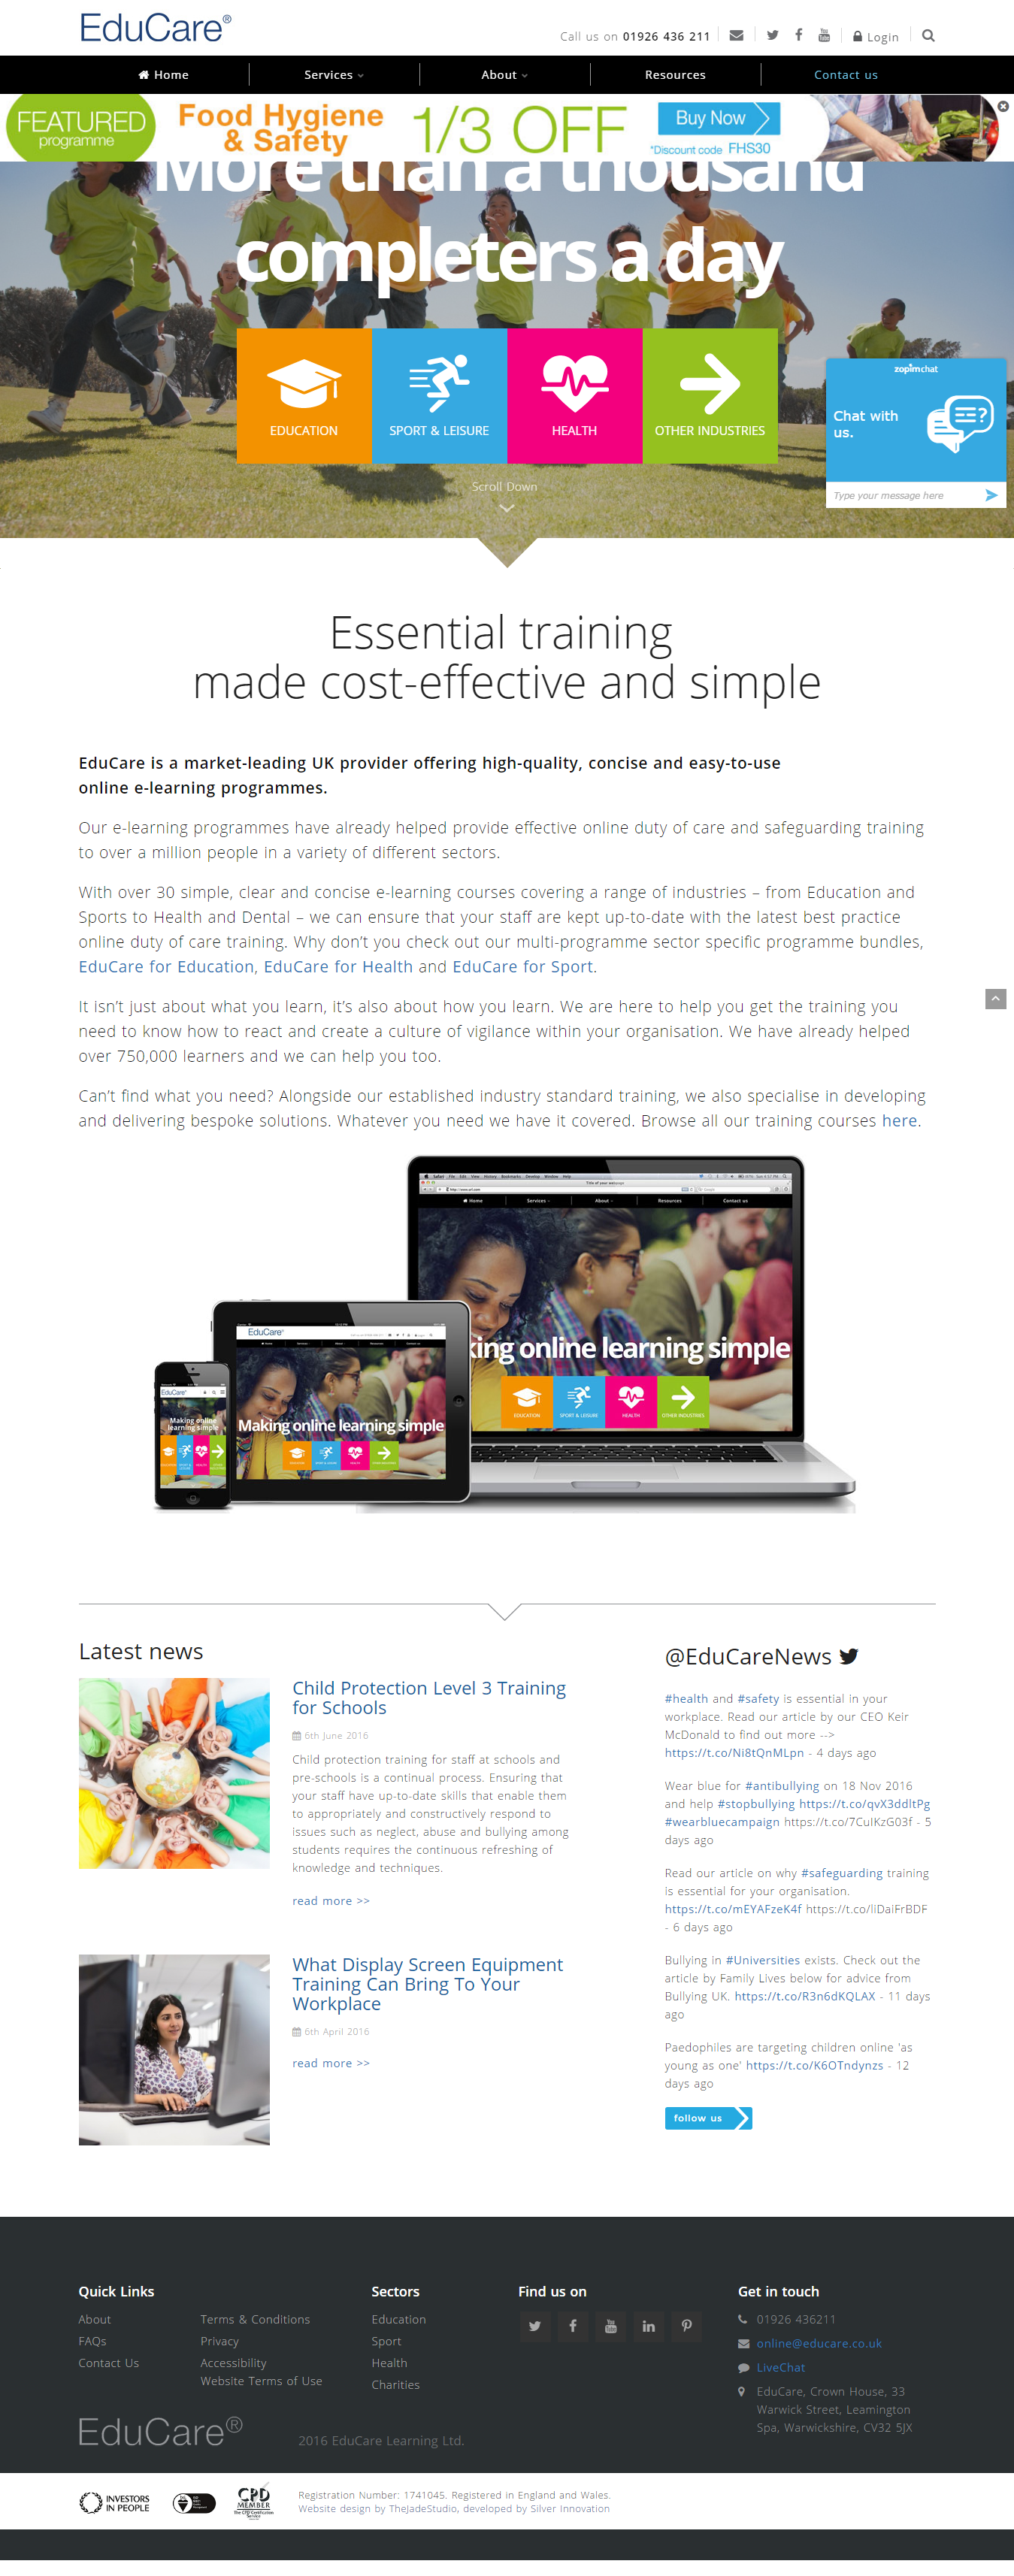 EduCare®
Call us on 01926 436 211
Login
Home
Services
About
Resources
Contact us
FEATURED
programme
Food Hygiene
& Safety
1/3 OFF
Buy Now
*Discount code FHS30
More than a thousand
completers a day
EDUCATION
SPORT & LEISURE
HEALTH
OTHER INDUSTRIES
Scroll Down
zopim chat
Chat with
us.
Type your message here
Essential training
made cost-effective and simple
EduCare is a market-leading UK provider offering high-quality, concise and easy-to-use
online e-learning programmes.
Our e-learning programmes have already helped provide effective online duty of care and safeguarding training
to over a million people in a variety of different sectors.
With over 30 simple, clear and concise e-learning courses covering a range of industries – from Education and
Sports to Health and Dental – we can ensure that your staff are kept up-to-date with the latest best practice
online duty of care training. Why don’t you check out our multi-programme sector specific programme bundles,
EduCare for Education, EduCare for Health and EduCare for Sport.
It isn’t just about what you learn, it’s also about how you learn. We are here to help you get the training you
need to know how to react and create a culture of vigilance within your organisation. We have already helped
over 750,000 learners and we can help you too.
Can’t find what you need? Alongside our established industry standard training, we also specialise in developing
and delivering bespoke solutions. Whatever you need we have it covered. Browse all our training courses here.
Home
Services
About
Resources
Contact us
king online learning simple
EDUCATION
SPORT & LEISURE
HEALTH
OTHER INDUSTRIES
EduCare
Making online learning simple
EduCare
Making online
learning simple
Latest news
Child Protection Level 3 Training
for Schools
6th June 2016
Child protection training for staff at schools and
pre-schools is a continual process. Ensuring that
your staff have up-to-date skills that enable them
to appropriately and constructively respond to
issues such as neglect, abuse and bullying among
students requires the continuous refreshing of
knowledge and techniques.
read more >>
What Display Screen Equipment
Training Can Bring To Your
Workplace
6th April 2016
read more >>
@EduCareNews
#health and #safety is essential in your
workplace. Read our article by our CEO Keir
McDonald to find out more -->
https://t.co/Ni8tQnMLpn - 4 days ago
Wear blue for #antibullying on 18 Nov 2016
and help #stopbullying https://t.co/qvX3ddltPg
#wearbluecampaign https://t.co/7CulKzG03f - 5
days ago
Read our article on why #safeguarding training
is essential for your organisation.
https://t.co/mEYAFzeK4f https://t.co/liDaiFrBDF
- 6 days ago
Bullying in #Universities exists. Check out the
article by Family Lives below for advice from
Bullying UK. https://t.co/R3n6dKQLAX - 11 days
ago
Paedophiles are targeting children online 'as
young as one' https://t.co/K6OTndynzs - 12
days ago
follow us
Quick Links
About
FAQs
Contact Us
Terms & Conditions
Privacy
Accessibility
Website Terms of Use
Sectors
Education
Sport
Health
Charities
Find us on
Get in touch
01926 436211
online@educare.co.uk
LiveChat
EduCare, Crown House, 33
Warwick Street, Leamington
Spa, Warwickshire, CV32 5JX
EduCare®
2016 EduCare Learning Ltd.
INVESTORS
IN PEOPLE
CPD
MEMBER
The CPD Certification
Service
Registration Number: 1741045. Registered in England and Wales.
Website design by TheJadeStudio, developed by Silver Innovation